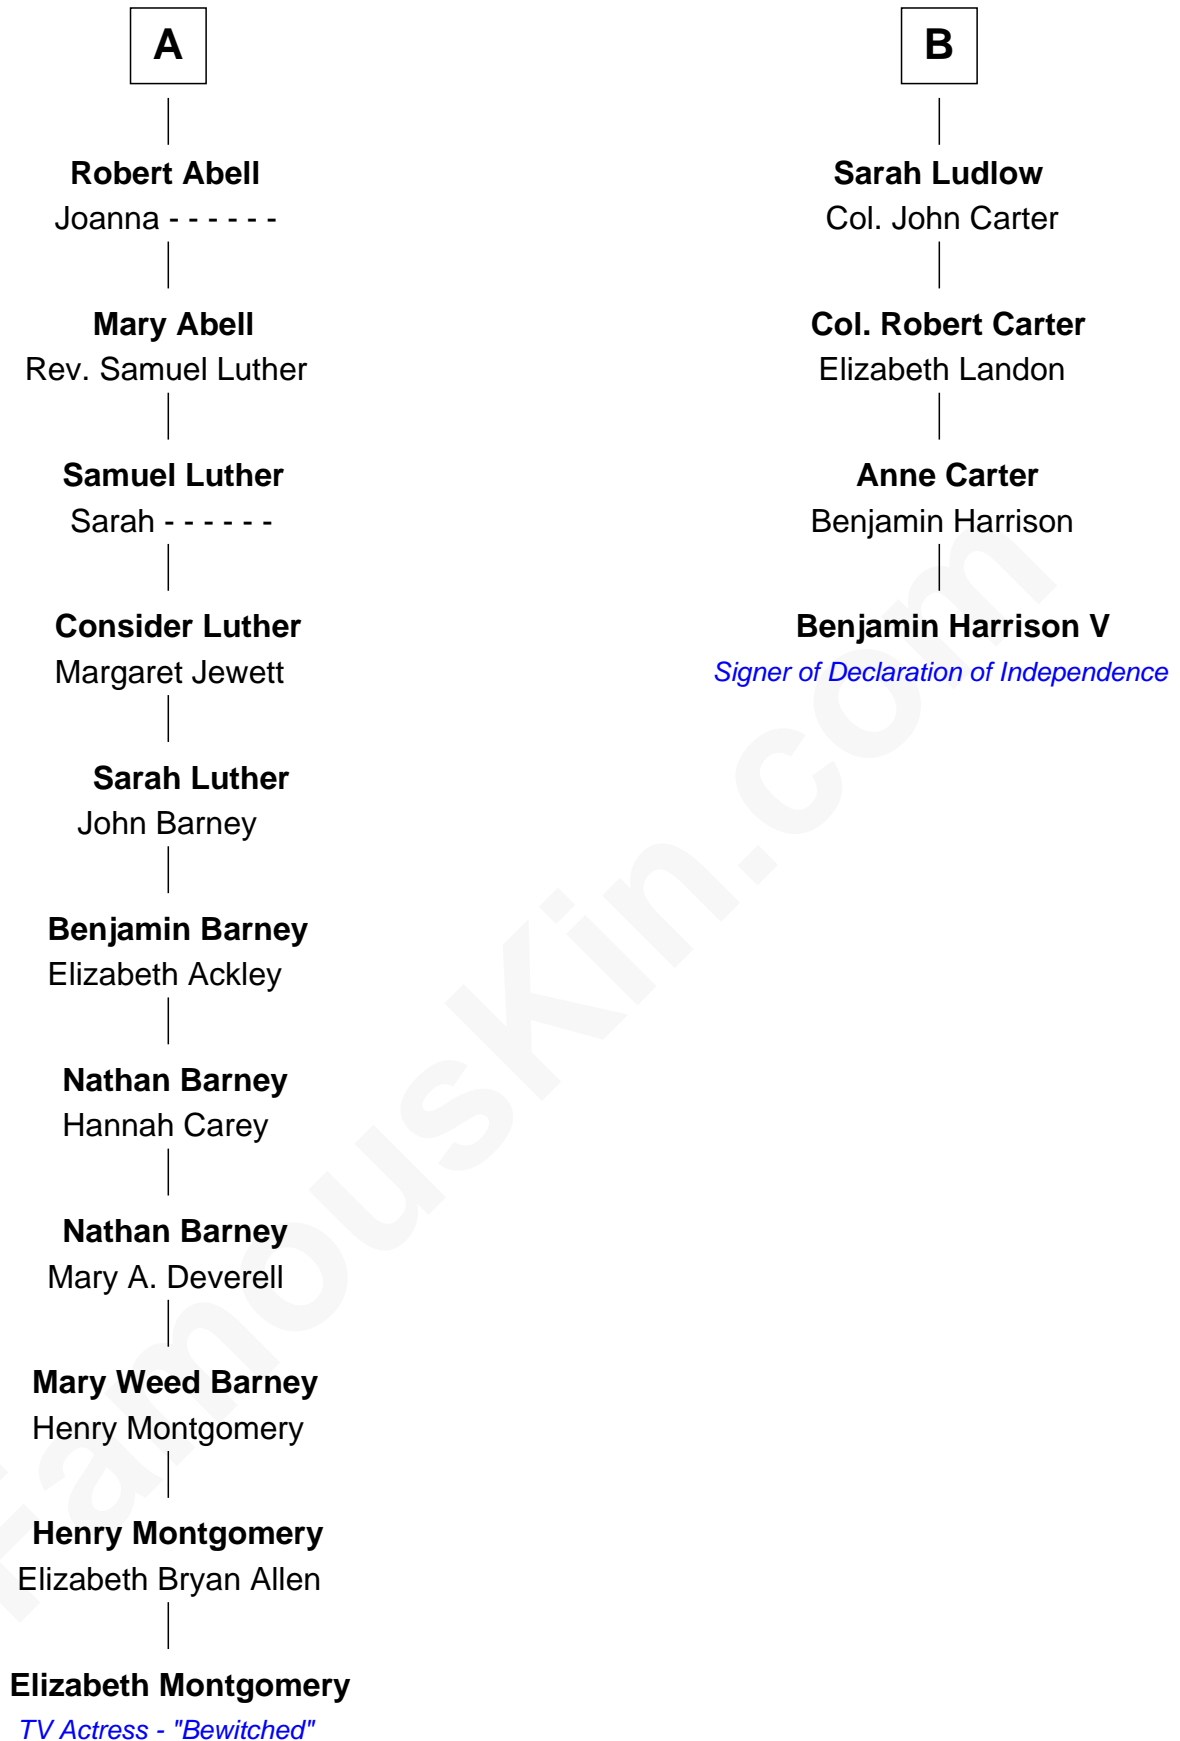 A
Robert Abell
Joanna - - - - - -
Mary Abell
Rev. Samuel Luther
Samuel Luther
Sarah - - - - - -
Consider Luther
Margaret Jewett
Sarah Luther
John Barney
Benjamin Barney
Elizabeth Ackley
Nathan Barney
Hannah Carey
Nathan Barney
Mary A. Deverell
Mary Weed Barney
Henry Montgomery
Henry Montgomery
Elizabeth Bryan Allen
Elizabeth Montgomery
TV Actress - "Bewitched"
B
Sarah Ludlow
Col. John Carter
Col. Robert Carter
Elizabeth Landon
Anne Carter
Benjamin Harrison
Benjamin Harrison V
Signer of Declaration of Independence
FamousKin.com